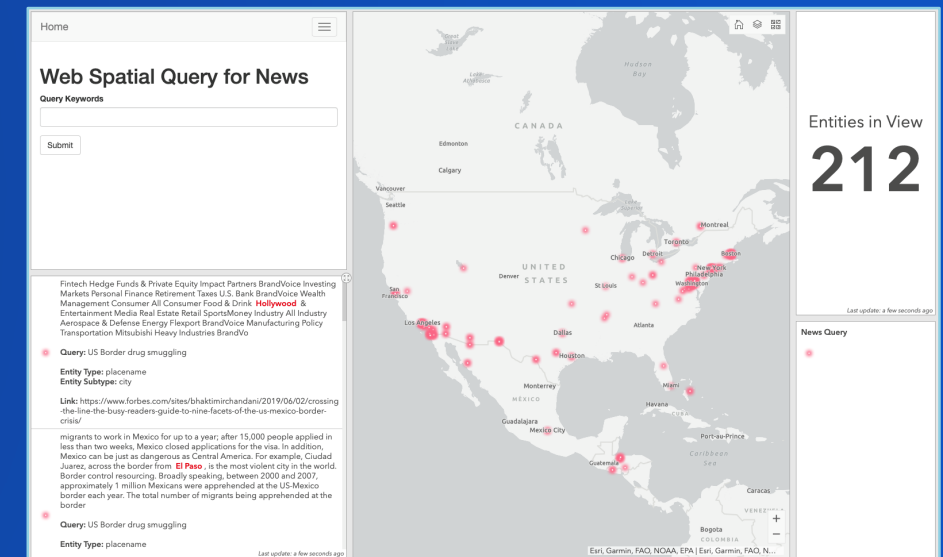 Home
Web Spatial Query for News
Query Keywords
Submit
Fintech Hedge Funds & Private Equity Impact Partners BrandVoice Investing
Markets Personal Finance Retirement Taxes U.S. Bank BrandVoice Wealth
Management Consumer All Consumer Food & Drink Hollywood &
Entertainment Media Real Estate Retail SportsMoney Industry All Industry
Aerospace & Defense Energy Flexport BrandVoice Manufacturing Policy
Transportation Mitsubishi Heavy Industries BrandVo
Query: US Border drug smuggling
Entity Type: placename
Entity Subtype: city
Link: https://www.forbes.com/sites/bhaktimirchandani/2019/06/02/crossing
-the-line-the-busy-readers-guide-to-nine-facets-of-the-us-mexico-border-
crisis/
migrants to work in Mexico for up to a year; after 15,000 people applied in
less than two weeks, Mexico closed applications for the visa. In addition,
Mexico can be just as dangerous as Central America. For example, Ciudad
Juarez, across the border from El Paso , is the most violent city in the world.
Border control resourcing. Broadly speaking, between 2000 and 2007,
approximately 1 million Mexicans were apprehended at the US-Mexico
border each year. The total number of migrants being apprehended at the
border
Query: US Border drug smuggling
Entity Type: placename
Last update: a few seconds ago
Great
Slave
Lake
Lake
Athabasca
Hudson
Bay
CANADA
Edmonton
Calgary
Vancouver
Seattle
Lake
Superior
Montreal
Toronto
Chicago
Detroit
Boston
New York
Philadelphia
Washington
UNITED
STATES
Denver
St Louis
San
Francisco
Los Angeles
Atlanta
Dallas
Houston
Monterrey
MÉXICO
Miami
Havana
CUBA
Guadalajara
Mexico City
Port-au-Prince
Caribbean
Sea
Guatemala
Caracas
Bogota
COLOMBIA
Esri, Garmin, FAO, NOAA, EPA | Esri, Garmin, FAO, N...
Entities in View
212
Last update: a few seconds ago
News Query